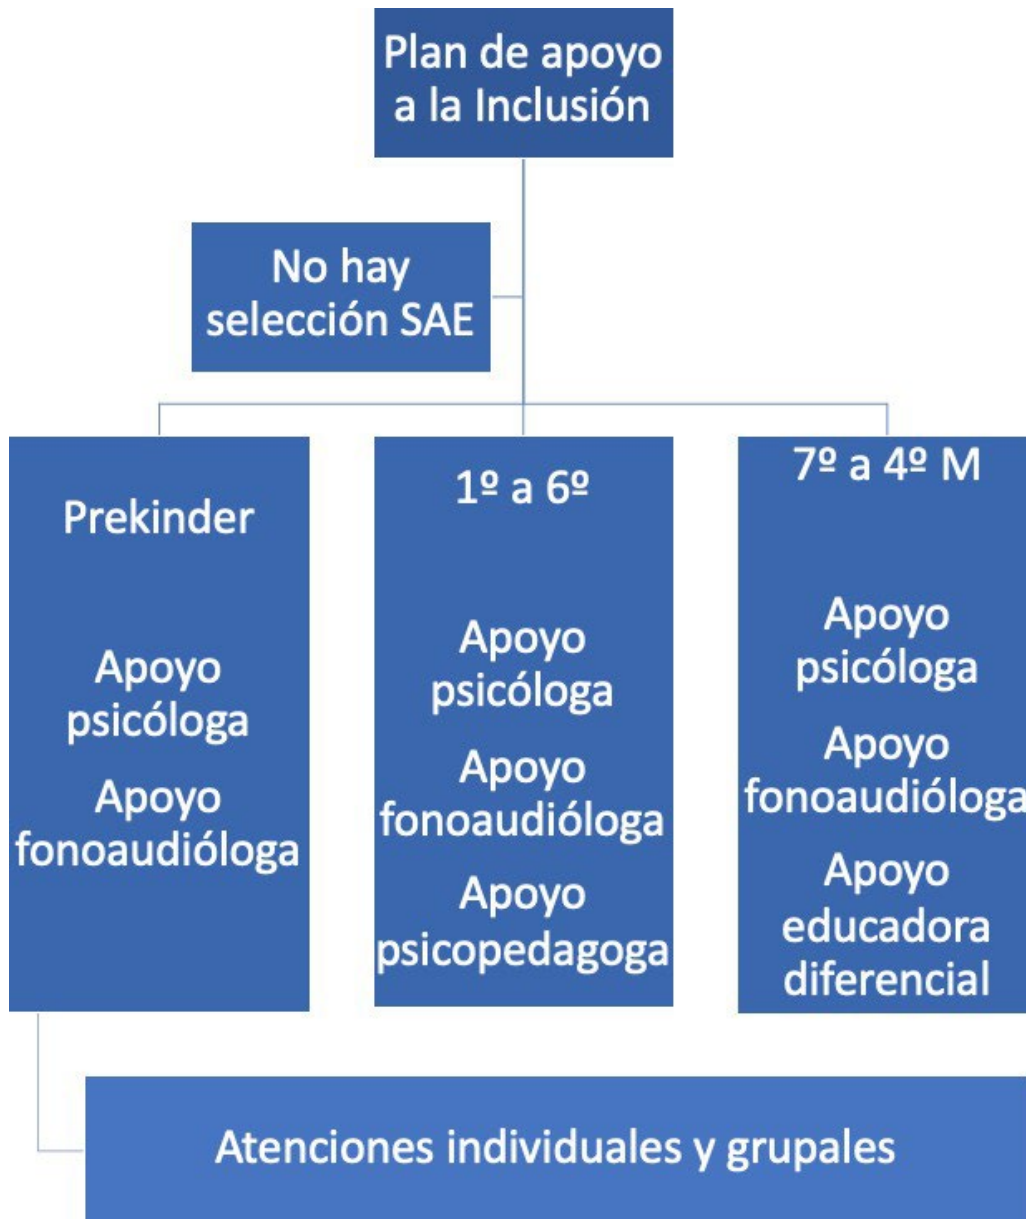 Plan de apoyo
a la Inclusión
No hay
selección SAE
Prekinder
Apoyo
psicóloga
Apoyo
fonoaudióloga
1º a 6º
Apoyo
psicóloga
Apoyo
fonoaudióloga
Apoyo
psicopedagoga
7º a 4º M
Apoyo
psicóloga
Apoyo
fonoaudióloga
Apoyo
educadora
diferencial
Atenciones individuales y grupales